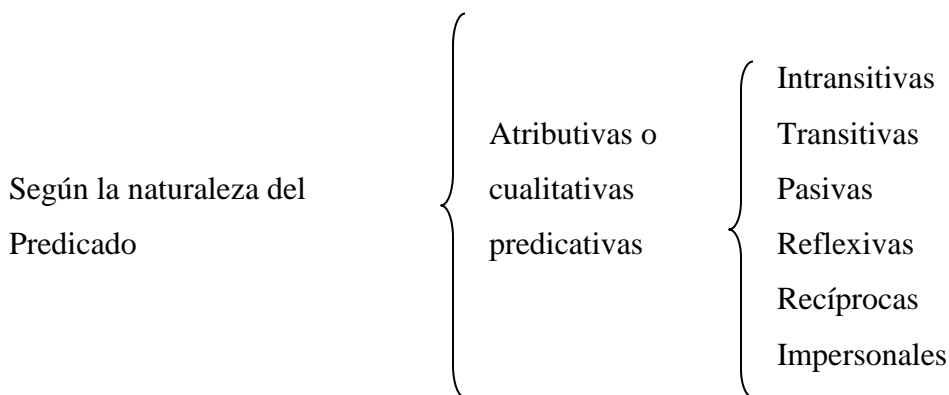 Según la naturaleza del
Predicado
Atributivas o
cualitativas
predicativas
Intransitivas
Transitivas
Pasivas
Reflexivas
Recíprocas
Impersonales